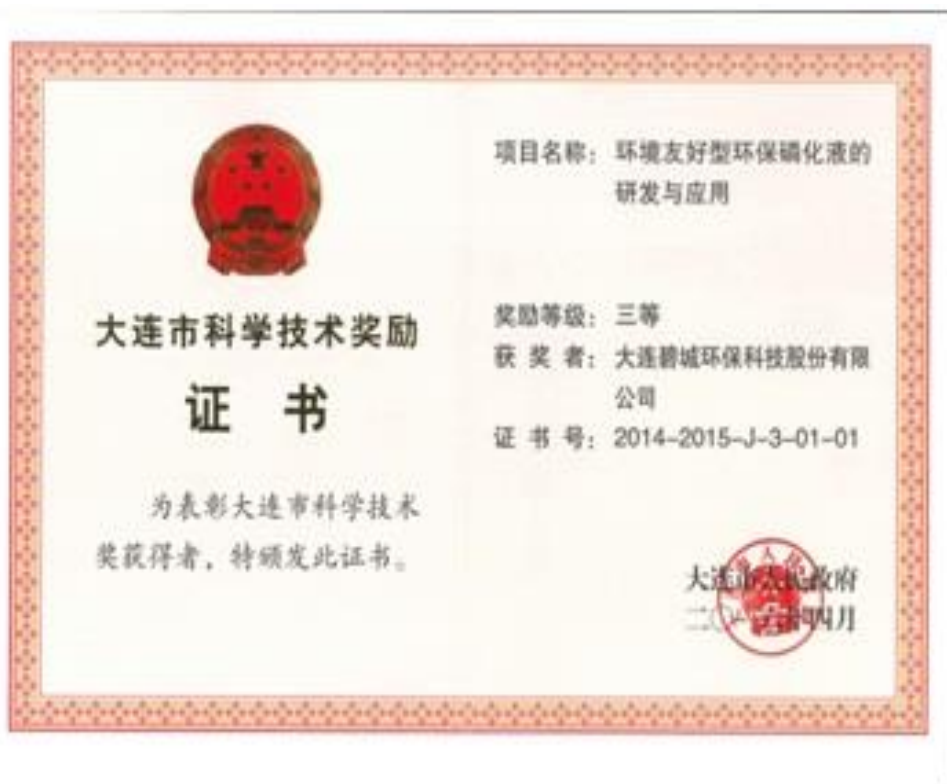 大连市科学技术奖励
证 书
为表彰大连市科学技术
奖获得者,特颁发此证书。
项目名称: 环境友好型环保磷化液的
研发与应用
奖励等级: 三等
获 奖 者: 大连碧城环保科技股份有限
公司
证 书 号: 2014-2015-J-3-01-01
大连市人民政府
二〇一 年四月